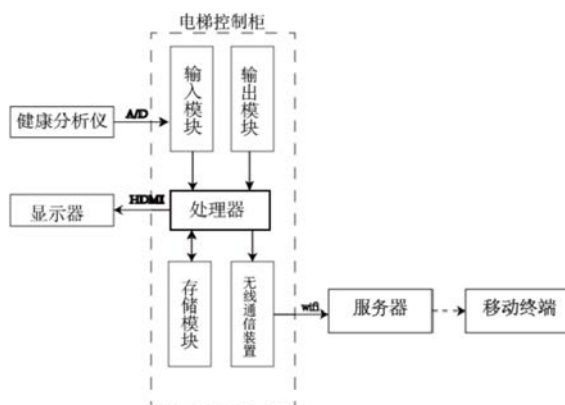 电梯控制柜
输入模块
输出模块
健康分析仪
A/D
显示器
HDMI
处理器
存储模块
无线通信装置
wifi
服务器
移动终端